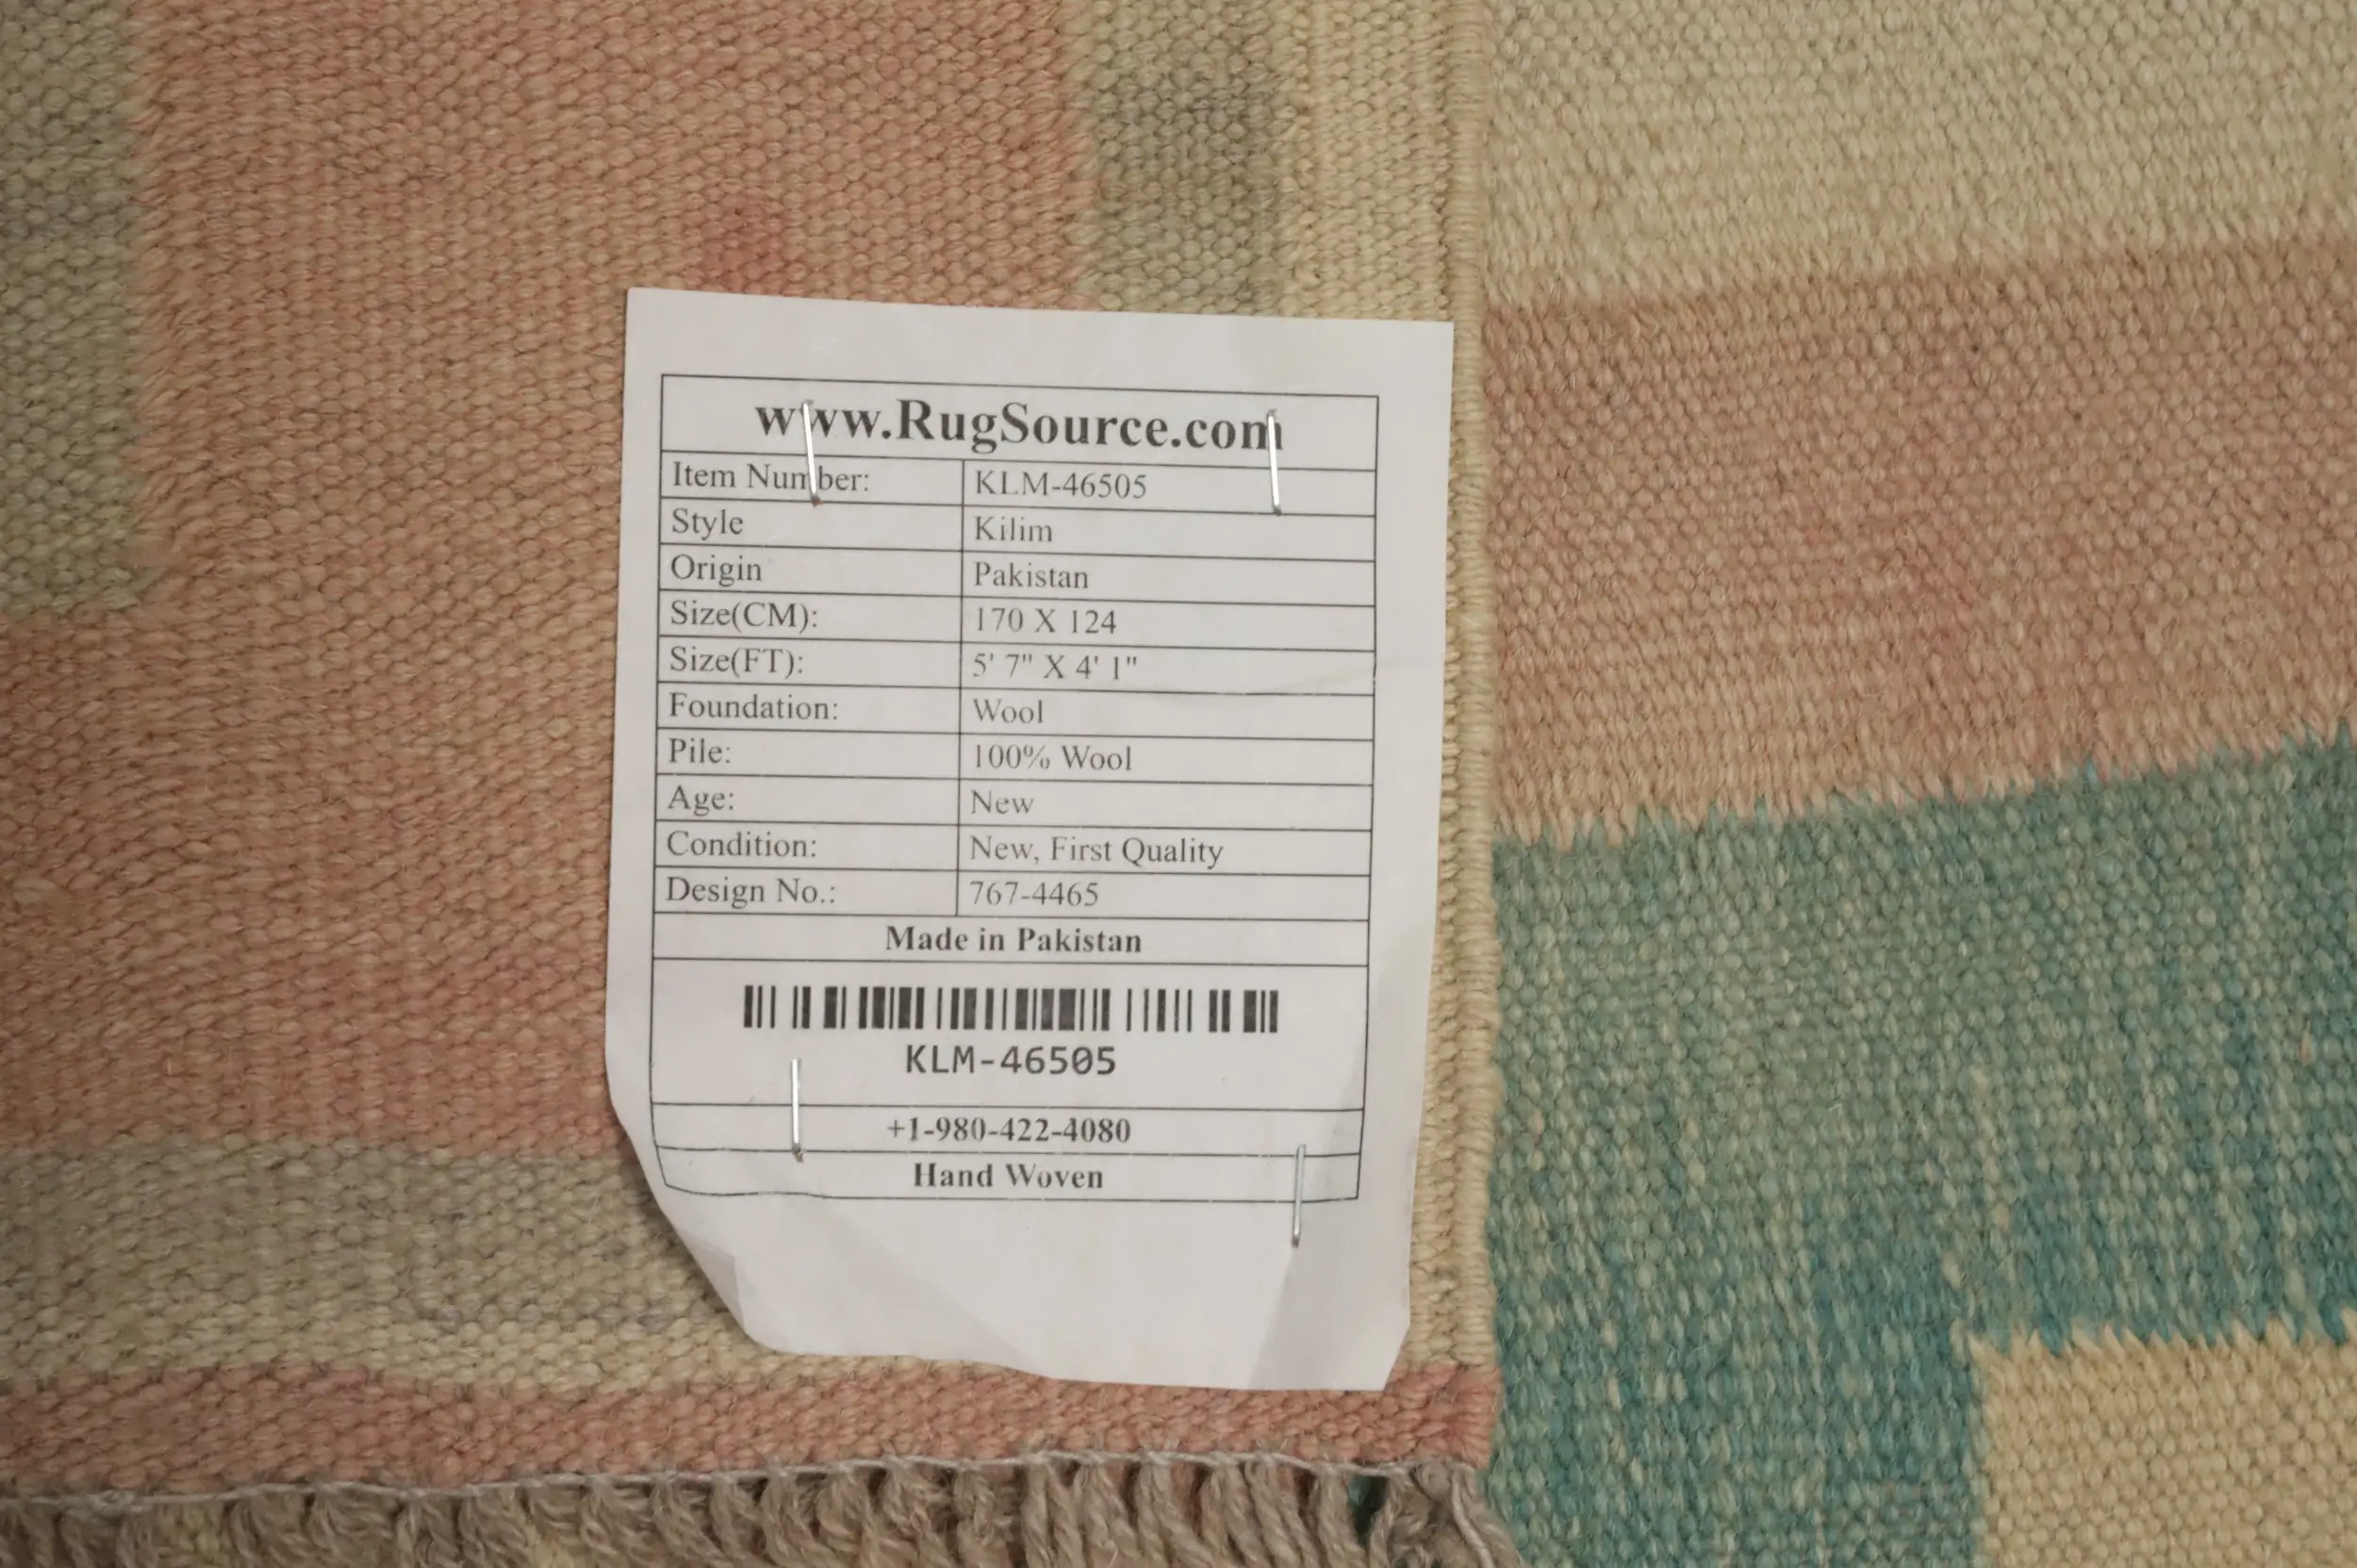 www.RugSource.com
Item Number: KLM-46505
Style Kilim
Origin Pakistan
Size(CM): 170 X 124
Size(FT): 5' 7" X 4' 1"
Foundation: Wool
Pile: 100% Wool
Age: New
Condition: New, First Quality
Design No.: 767-4465
Made in Pakistan
KLM-46505
+1-980-422-4080
Hand Woven